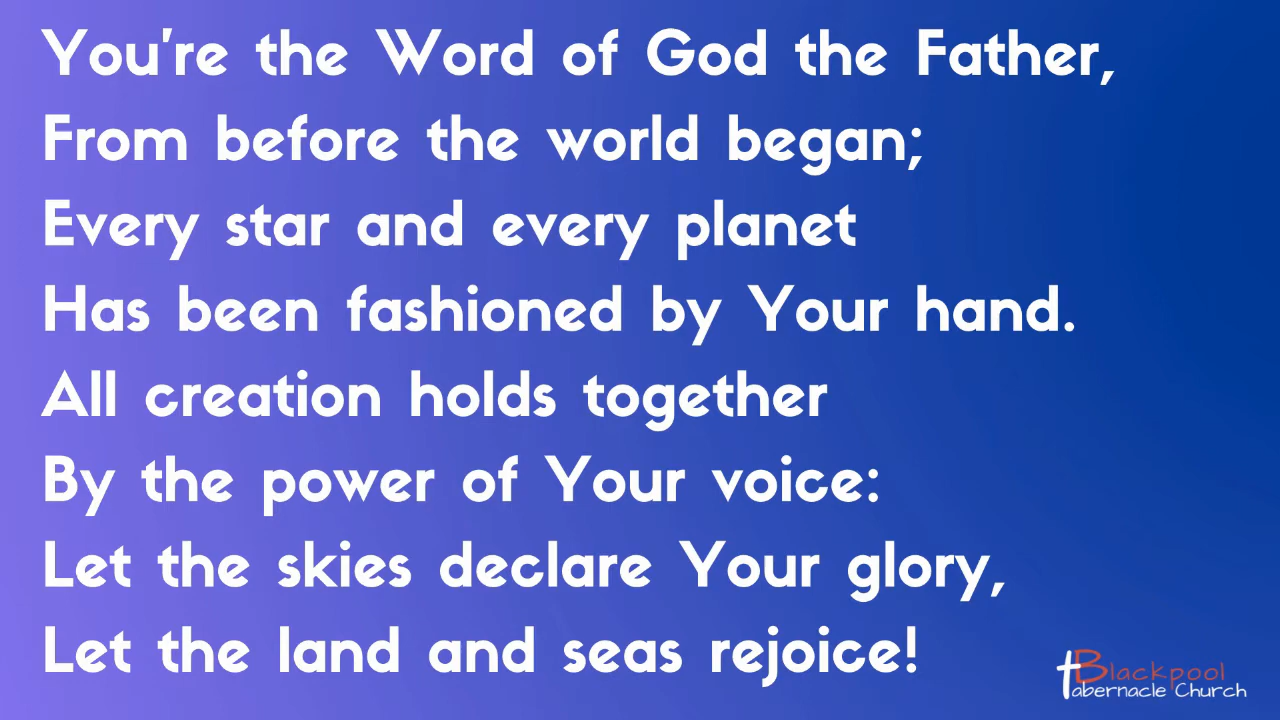 You're the Word of God the Father,
From before the world began;
Every star and every planet
Has been fashioned by Your hand.
All creation holds together
By the power of Your voice:
Let the skies declare Your glory,
Let the land and seas rejoice!
Blackpool
Tabernacle Church